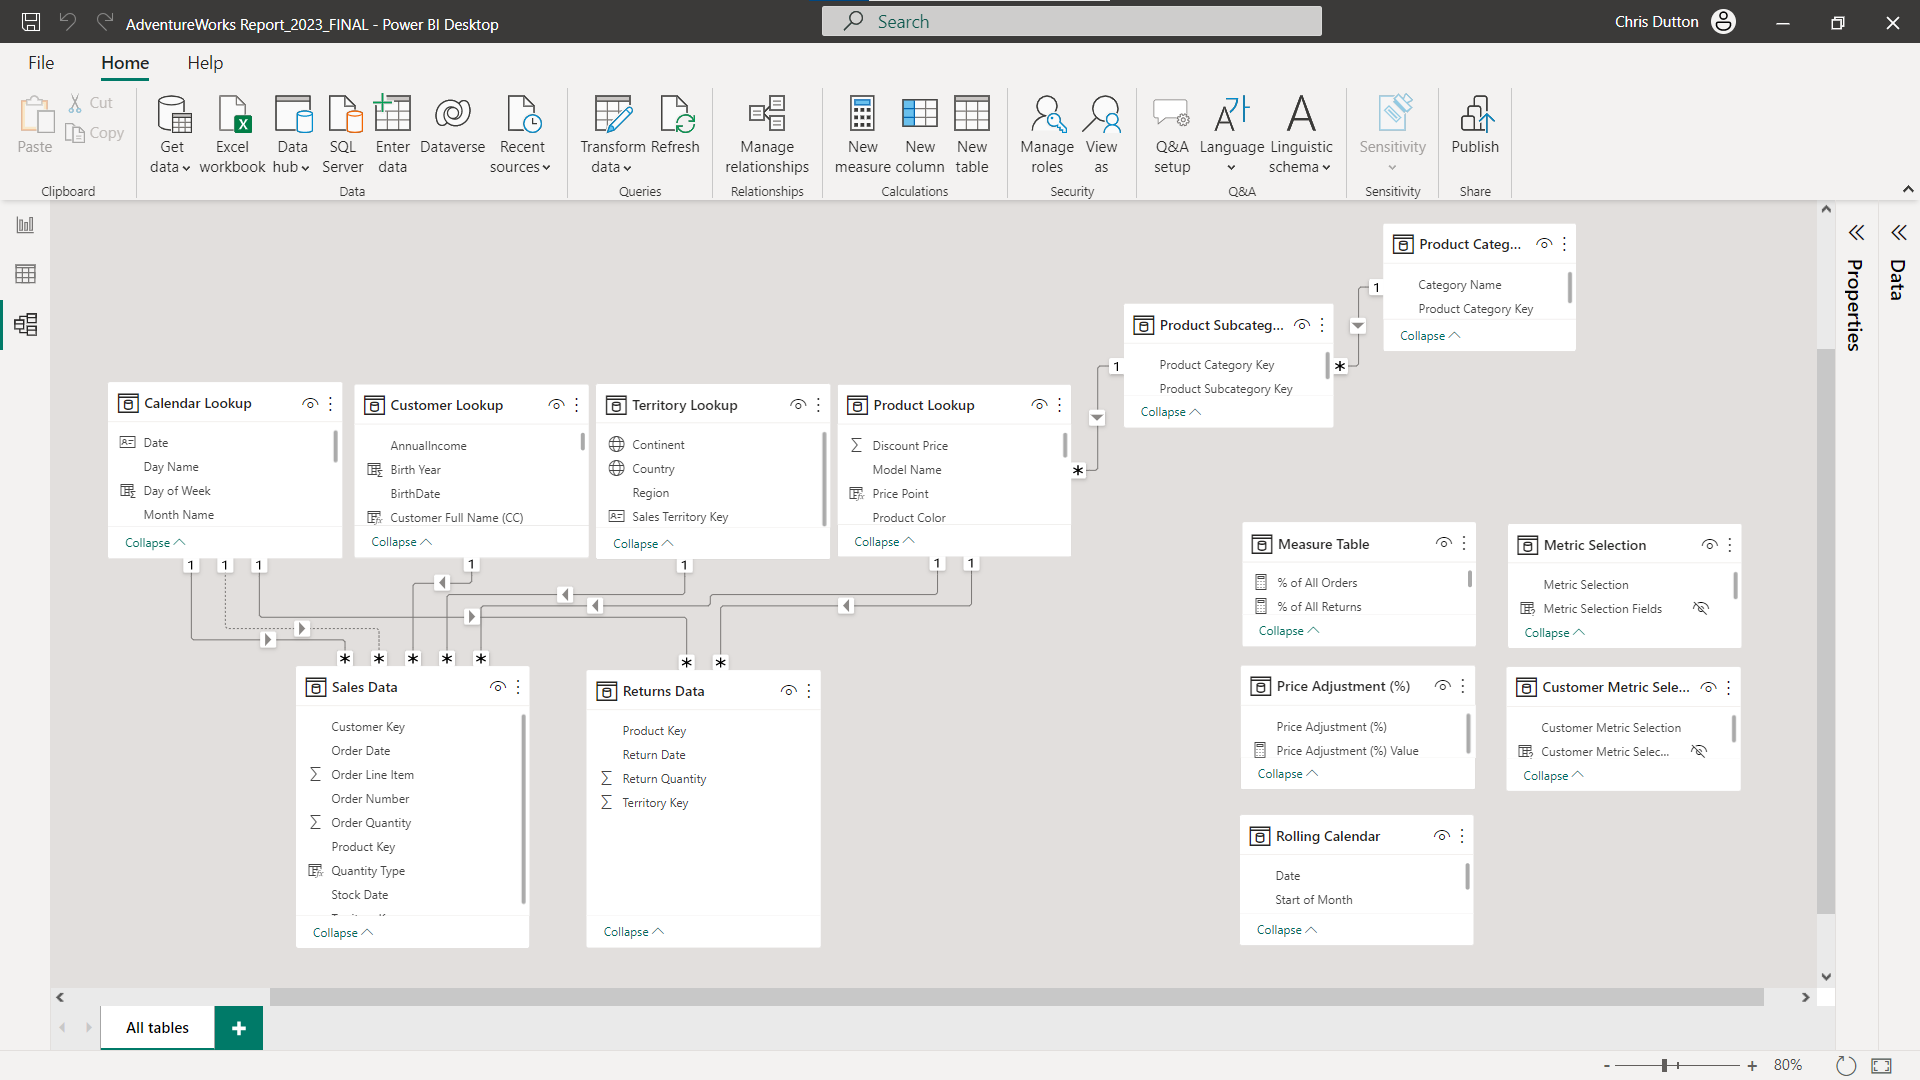 AdventureWorks Report_2023_FINAL - Power BI Desktop
Search
Chris Dutton
File
Home
Help
Paste
Cut
Copy
Clipboard
Get data
Excel workbook
Data hub
SQL Server
Enter data
Dataverse
Recent sources
Data
Transform data
Refresh
Queries
Manage relationships
Relationships
New measure
New column
New table
Calculations
Manage roles
View as
Security
Q&A setup
Language
Linguistic schema
Q&A
Sensitivity
Sensitivity
Publish
Share
Properties
Data
Product Categ...
Category Name
Product Category Key
Collapse
1
*
Product Subcateg...
Product Category Key
Product Subcategory Key
Collapse
1
*
Calendar Lookup
Date
Day Name
Day of Week
Month Name
Collapse
Customer Lookup
AnnualIncome
Birth Year
BirthDate
Customer Full Name (CC)
Collapse
Territory Lookup
Continent
Country
Region
Sales Territory Key
Collapse
Product Lookup
Discount Price
Model Name
Price Point
Product Color
Collapse
1 1 1 1 1 1 1
* * * * * * *
Sales Data
Customer Key
Order Date
Order Line Item
Order Number
Order Quantity
Product Key
Quantity Type
Stock Date
Collapse
Returns Data
Product Key
Return Date
Return Quantity
Territory Key
Collapse
Measure Table
% of All Orders
% of All Returns
Collapse
Metric Selection
Metric Selection
Metric Selection Fields
Collapse
Price Adjustment (%)
Price Adjustment (%)
Price Adjustment (%) Value
Collapse
Customer Metric Sele...
Customer Metric Selection
Customer Metric Selec...
Collapse
Rolling Calendar
Date
Start of Month
Collapse
All tables
+
- + 80%